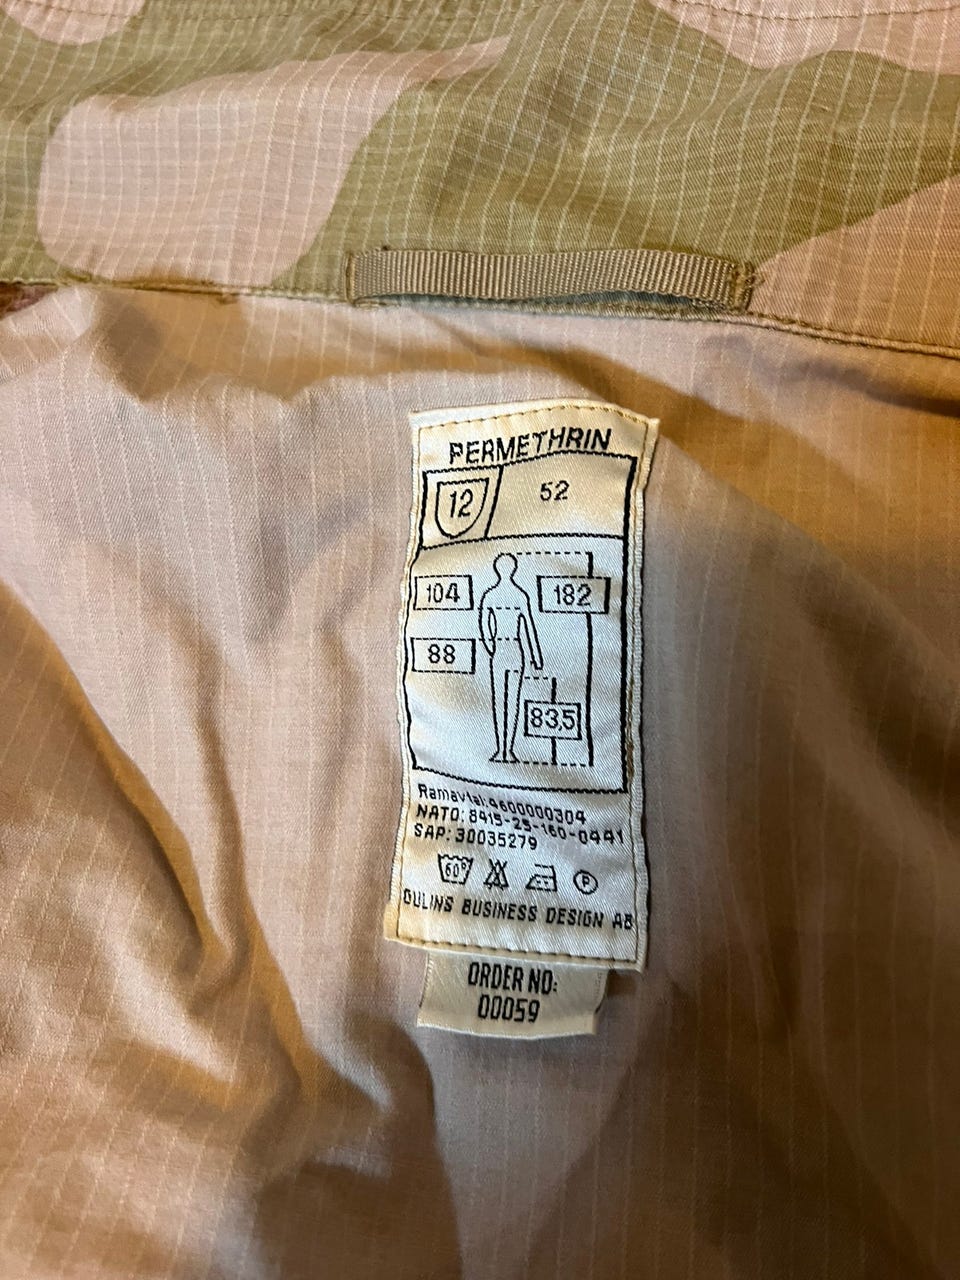 PERMETHRIN
12 52
104 182
88
83,5
Ramavtal: 4600000304
NATO: 8415-25-160-0441
SAP: 30035279
60° P
OULINS BUSINESS DESIGN AB
ORDER NO:
00059